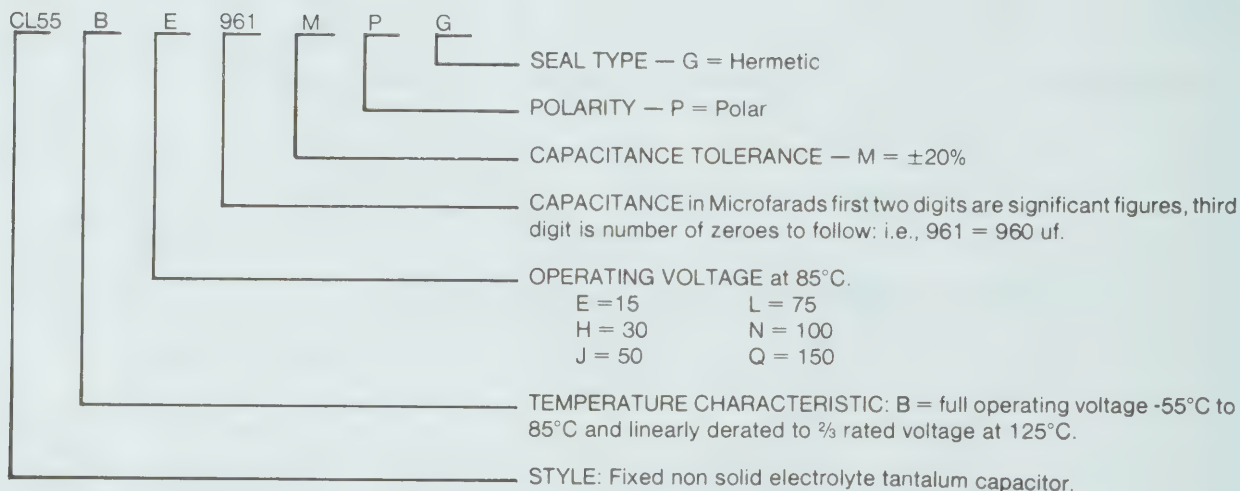 CL55 B E 961 M P G
SEAL TYPE — G = Hermetic
POLARITY — P = Polar
CAPACITANCE TOLERANCE — M = ±20%
CAPACITANCE in Microfarads first two digits are significant figures, third
digit is number of zeroes to follow: i.e., 961 = 960 uf.
OPERATING VOLTAGE at 85°C.
E =15 L = 75
H = 30 N = 100
J = 50 Q = 150
TEMPERATURE CHARACTERISTIC: B = full operating voltage -55°C to
85°C and linearly derated to ⅔ rated voltage at 125°C.
STYLE: Fixed non solid electrolyte tantalum capacitor.